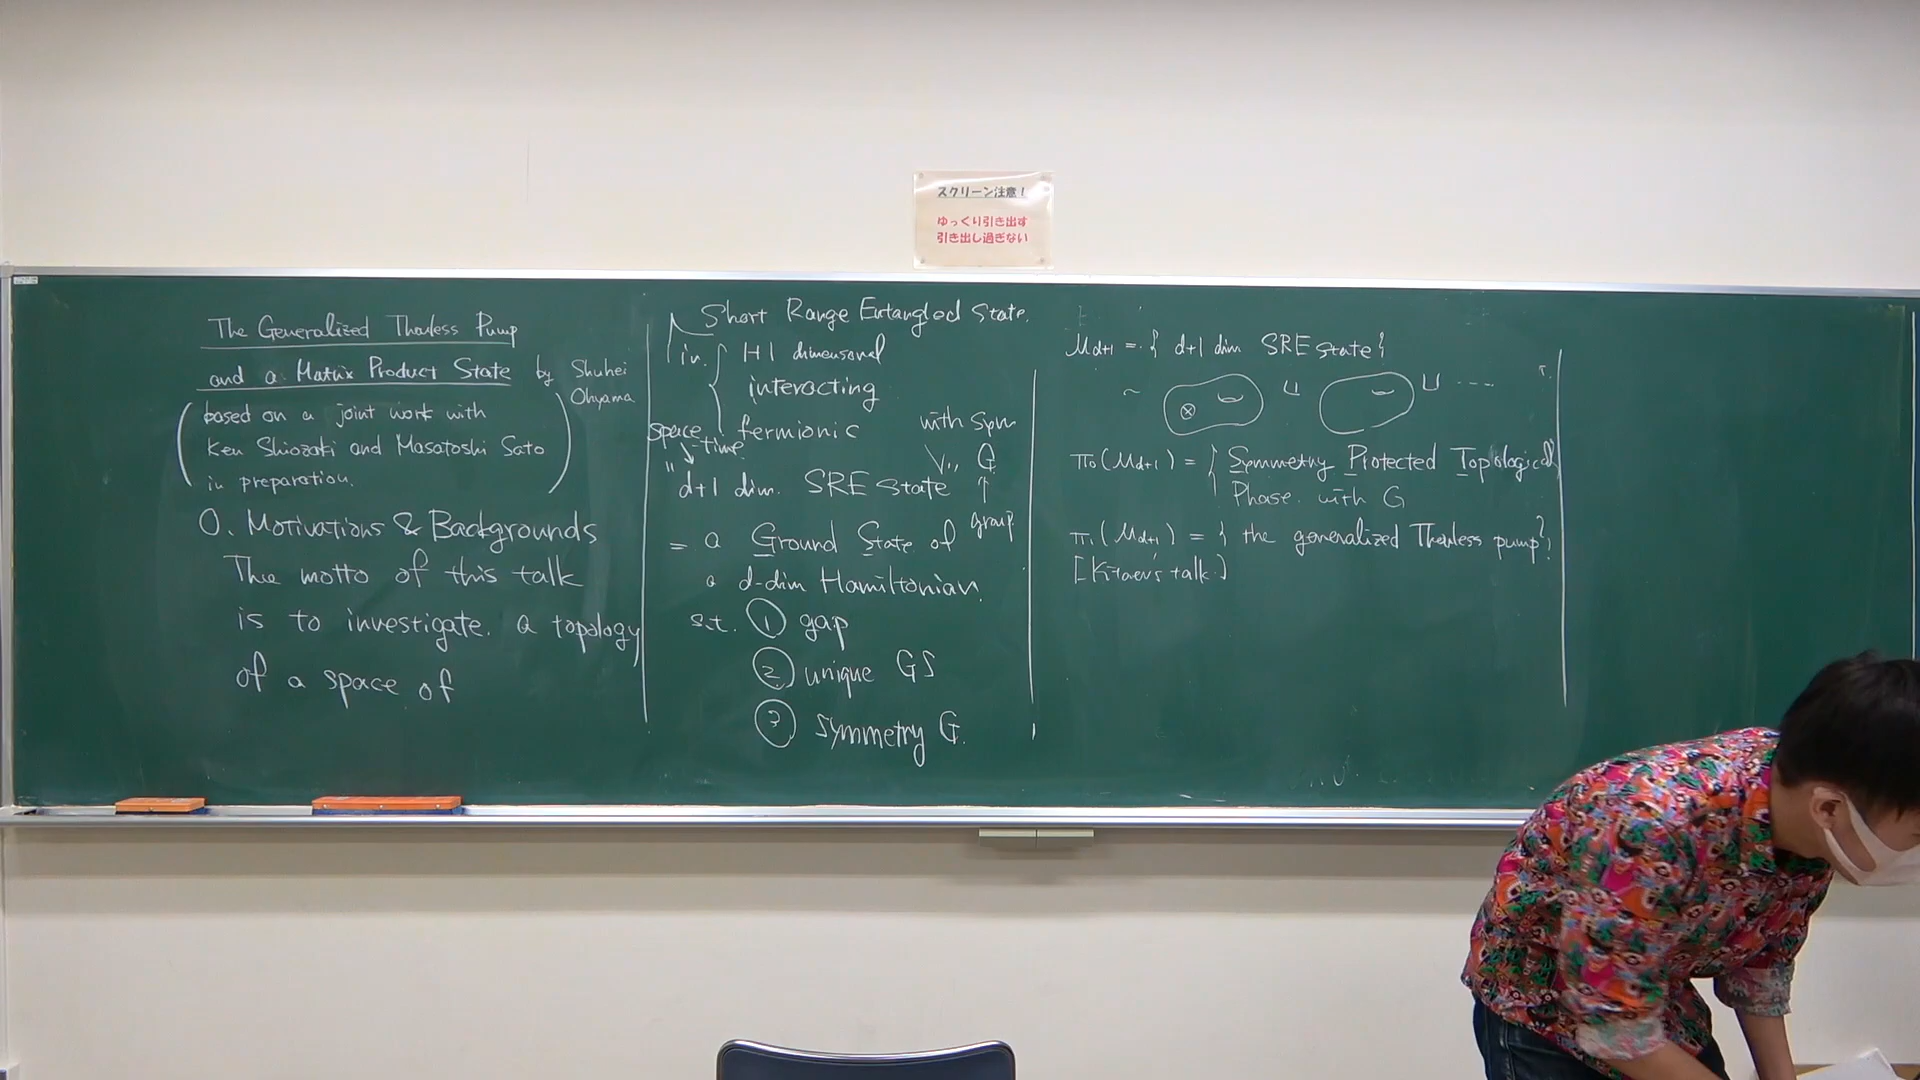 スクリーン注意！
ゆっくり引き出す
引き出し過ぎない
The Generalized Thouless Pump
and a Matrix Product State by Shuhei Ohyama
(based on a joint work with
Ken Shiozaki and Masatoshi Sato
in preparation.)
0. Motivations & Backgrounds
The motto of this talk
is to investigate a topology
of a space of
Short Range Entangled State.
in { 1+1 dimensional
interacting
fermionic
space-time
d+1 dim. SRE state with sym G
group
= a Ground State of
a d-dim Hamiltonian.
s.t. ① gap
② unique GS
③ symmetry G.
M_{d+1} = { d+1 dim SRE state }
~ ⊗ ⊔ ⊔ ----
π₀(M_{d+1}) = { Symmetry Protected Topological
Phase with G
π₁(M_{d+1}) = { the generalized Thouless pump }
[Kitaev's talk]